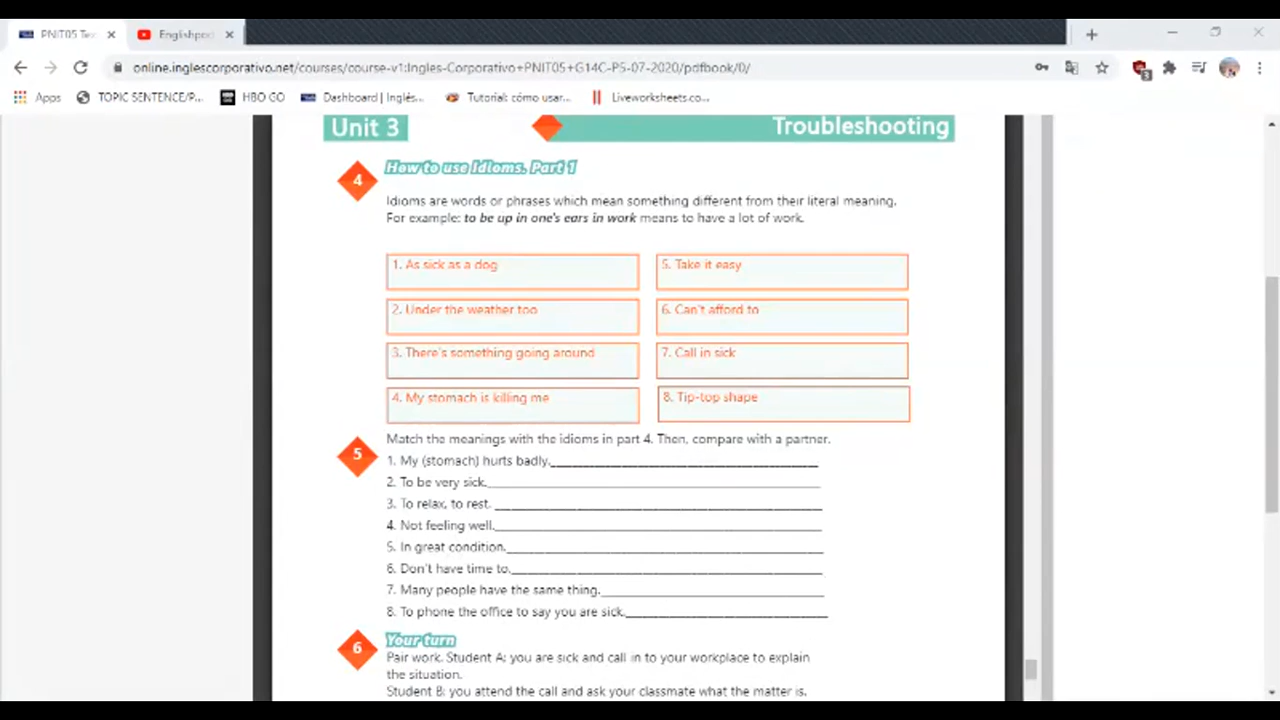 PNIT05 Tex
Englishpod
online.inglescorporativo.net/courses/course-v1:Ingles-Corporativo+PNIT05+G14C-P5-07-2020/pdfbook/0/
3
Apps
TOPIC SENTENCE/P...
HBO GO
Dashboard | Inglés...
Tutorial: cómo usar...
Liveworksheets.co...
Unit 3
Troubleshooting
4
How to use Idioms. Part 1
Idioms are words or phrases which mean something different from their literal meaning.
For example: to be up in one's ears in work means to have a lot of work.
1. As sick as a dog
5. Take it easy
2. Under the weather too
6. Can't afford to
3. There's something going around
7. Call in sick
4. My stomach is killing me
8. Tip-top shape
5
Match the meanings with the idioms in part 4. Then, compare with a partner.
1. My (stomach) hurts badly.
2. To be very sick.
3. To relax, to rest.
4. Not feeling well.
5. In great condition.
6. Don't have time to.
7. Many people have the same thing.
8. To phone the office to say you are sick.
6
Your turn
Pair work. Student A: you are sick and call in to your workplace to explain
the situation.
Student B: you attend the call and ask your classmate what the matter is.